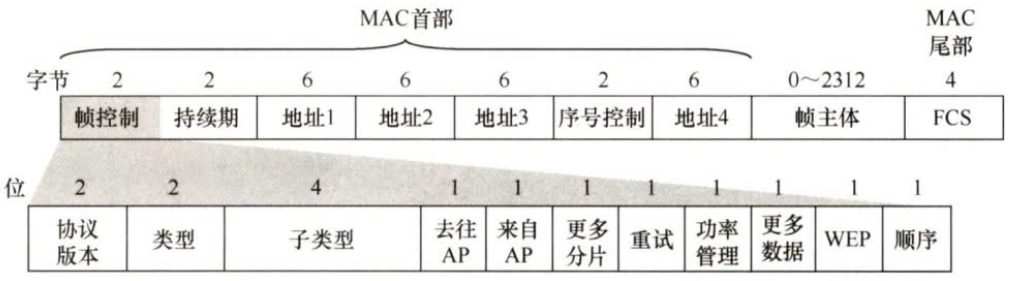 MAC首部
MAC
尾部
字节 2 2 6 6 6 2 6 0～2312 4
帧控制 持续期 地址1 地址2 地址3 序号控制 地址4 帧主体 FCS
位 2 2 4 1 1 1 1 1 1 1 1
协议
版本
类型
子类型
去往
AP
来自
AP
更多
分片
重试
功率
管理
更多
数据
WEP
顺序